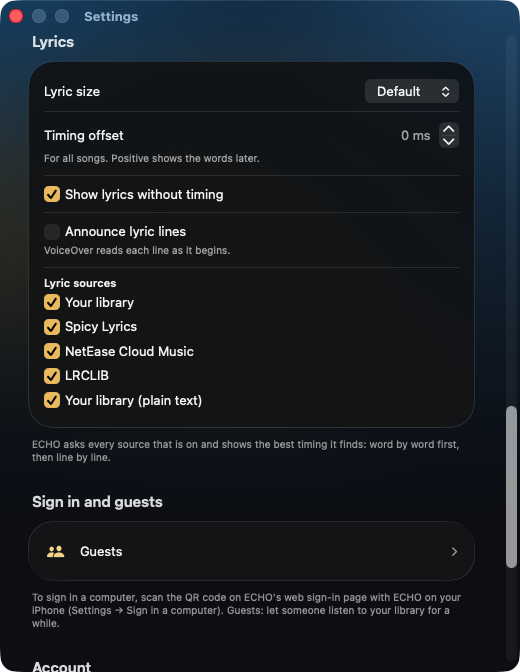 Settings
Lyrics
Lyric size
Default
Timing offset
0 ms
For all songs. Positive shows the words later.
Show lyrics without timing
Announce lyric lines
VoiceOver reads each line as it begins.
Lyric sources
Your library
Spicy Lyrics
NetEase Cloud Music
LRCLIB
Your library (plain text)
ECHO asks every source that is on and shows the best timing it finds: word by word first,
then line by line.
Sign in and guests
Guests
To sign in a computer, scan the QR code on ECHO's web sign-in page with ECHO on your
iPhone (Settings → Sign in a computer). Guests: let someone listen to your library for a
while.
Account